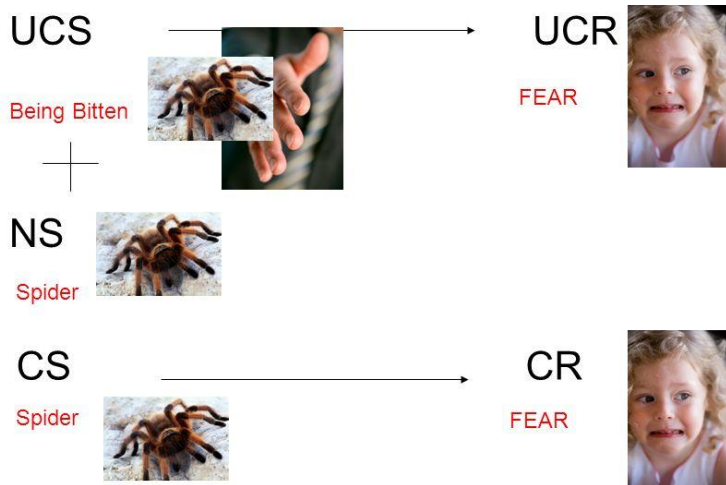 UCS
UCR
Being Bitten
FEAR
NS
Spider
CS
CR
Spider
FEAR